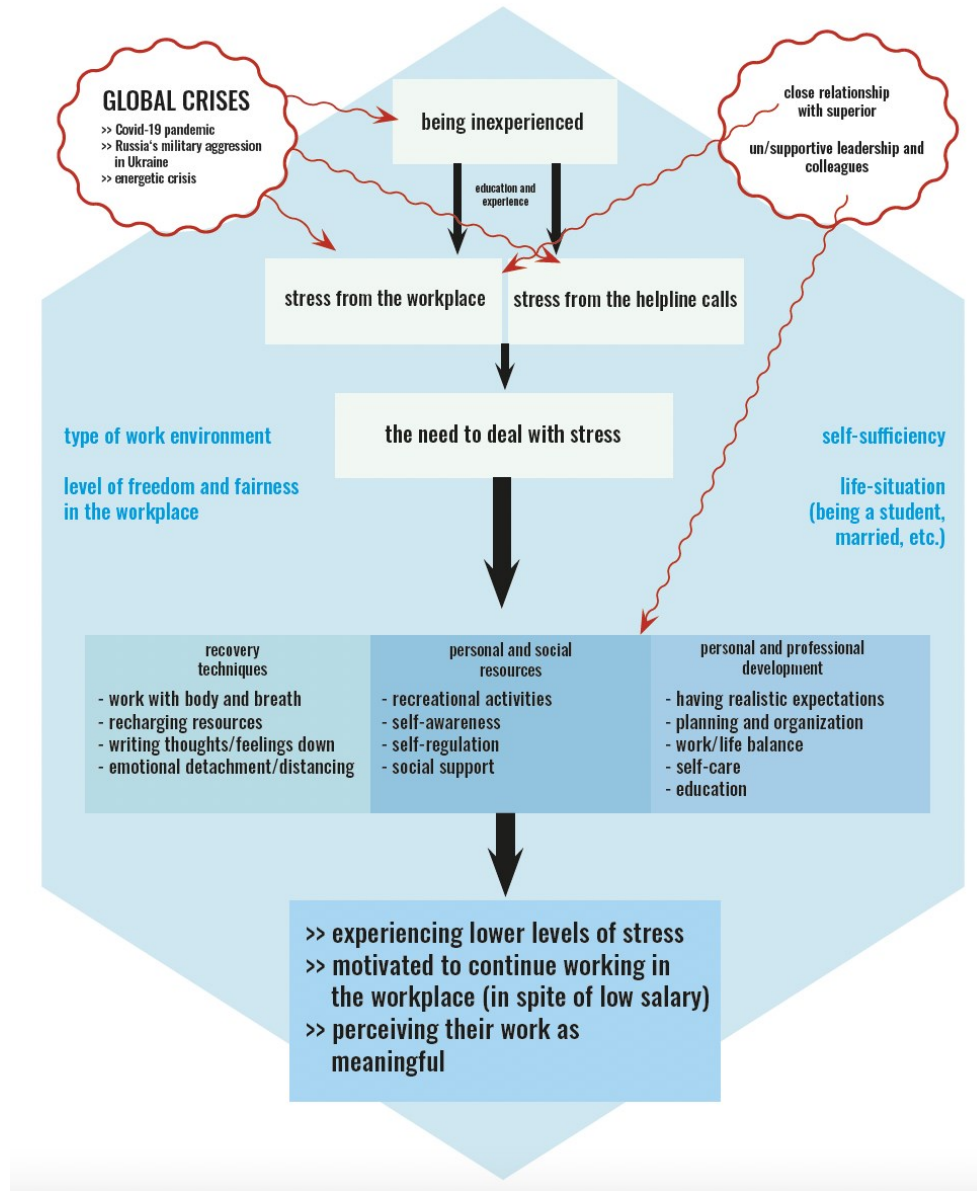 GLOBAL CRISES
>> Covid-19 pandemic
>> Russia‘s military aggression
in Ukraine
>> energetic crisis
being inexperienced
close relationship
with superior
un/supportive leadership and
colleagues
education and
experience
stress from the workplace
stress from the helpline calls
the need to deal with stress
type of work environment
level of freedom and fairness
in the workplace
self-sufficiency
life-situation
(being a student,
married, etc.)
recovery
techniques
- work with body and breath
- recharging resources
- writing thoughts/feelings down
- emotional detachment/distancing
personal and social
resources
- recreational activities
- self-awareness
- self-regulation
- social support
personal and professional
development
- having realistic expectations
- planning and organization
- work/life balance
- self-care
- education
>> experiencing lower levels of stress
>> motivated to continue working in
the workplace (in spite of low salary)
>> perceiving their work as
meaningful